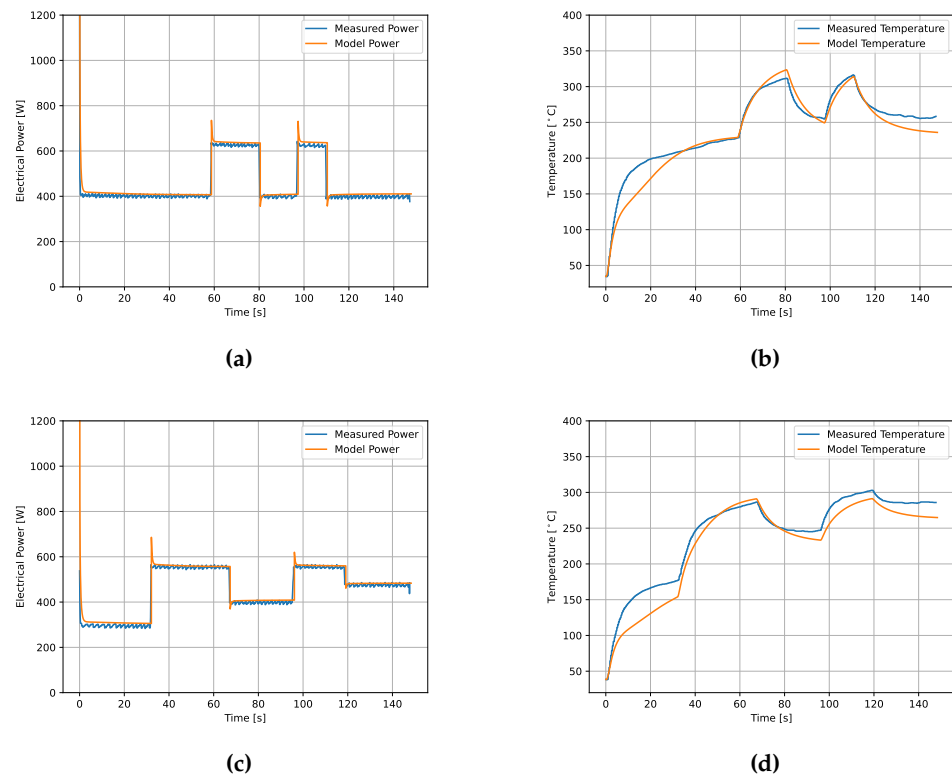 1200
1000
800
600
400
200
0
Electrical Power [W]
Measured Power
Model Power
0 20 40 60 80 100 120 140
Time [s]
(a)
400
350
300
250
200
150
100
50
Temperature [°C]
Measured Temperature
Model Temperature
0 20 40 60 80 100 120 140
Time [s]
(b)
1200
1000
800
600
400
200
0
Electrical Power [W]
Measured Power
Model Power
0 20 40 60 80 100 120 140
Time [s]
(c)
400
350
300
250
200
150
100
50
Temperature [°C]
Measured Temperature
Model Temperature
0 20 40 60 80 100 120 140
Time [s]
(d)